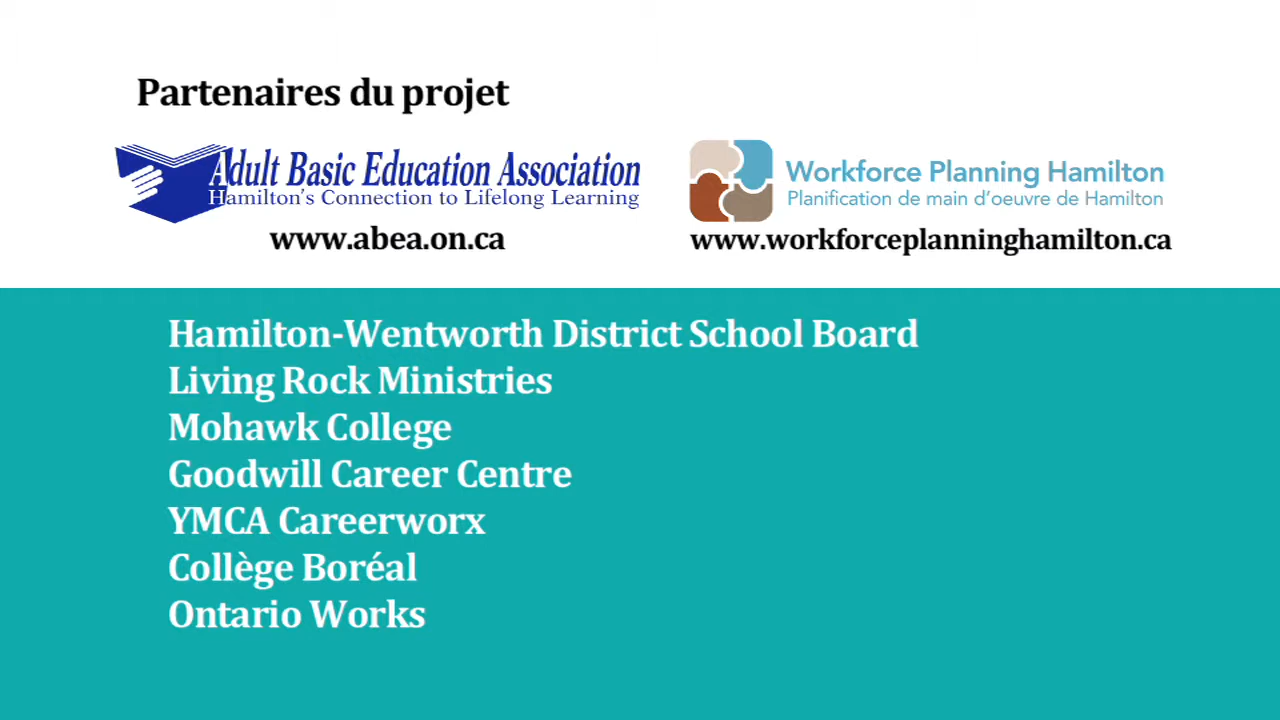 Partenaires du projet
Adult Basic Education Association
Hamilton's Connection to Lifelong Learning
www.abea.on.ca
Workforce Planning Hamilton
Planification de main d'oeuvre de Hamilton
www.workforceplanninghamilton.ca
Hamilton-Wentworth District School Board
Living Rock Ministries
Mohawk College
Goodwill Career Centre
YMCA Careerworx
Collège Boréal
Ontario Works